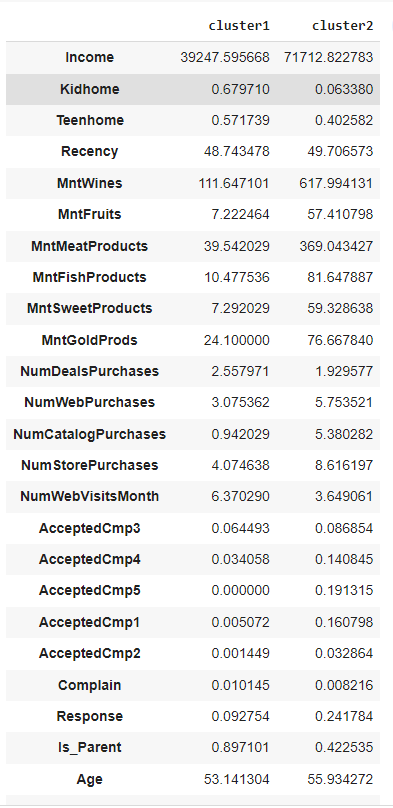 cluster1 cluster2
Income 39247.595668 71712.822783
Kidhome 0.679710 0.063380
Teenhome 0.571739 0.402582
Recency 48.743478 49.706573
MntWines 111.647101 617.994131
MntFruits 7.222464 57.410798
MntMeatProducts 39.542029 369.043427
MntFishProducts 10.477536 81.647887
MntSweetProducts 7.292029 59.328638
MntGoldProds 24.100000 76.667840
NumDealsPurchases 2.557971 1.929577
NumWebPurchases 3.075362 5.753521
NumCatalogPurchases 0.942029 5.380282
NumStorePurchases 4.074638 8.616197
NumWebVisitsMonth 6.370290 3.649061
AcceptedCmp3 0.064493 0.086854
AcceptedCmp4 0.034058 0.140845
AcceptedCmp5 0.000000 0.191315
AcceptedCmp1 0.005072 0.160798
AcceptedCmp2 0.001449 0.032864
Complain 0.010145 0.008216
Response 0.092754 0.241784
Is_Parent 0.897101 0.422535
Age 53.141304 55.934272